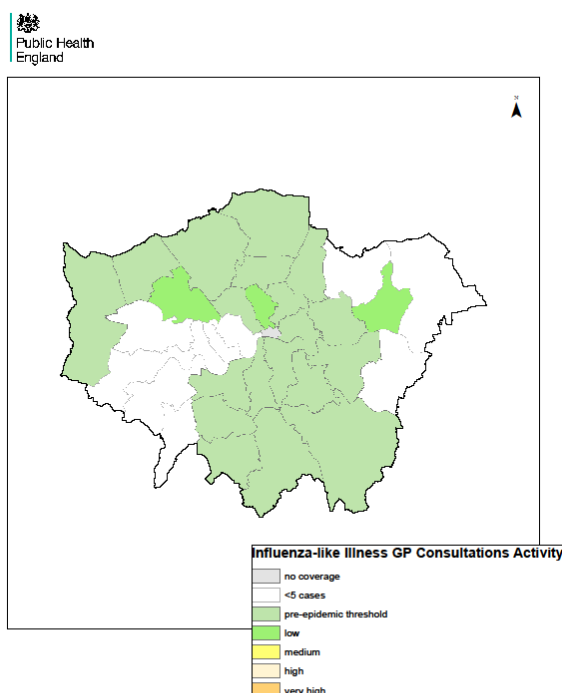 Public Health
England
N
Influenza-like Illness GP Consultations Activity
no coverage
<5 cases
pre-epidemic threshold
low
medium
high
very high